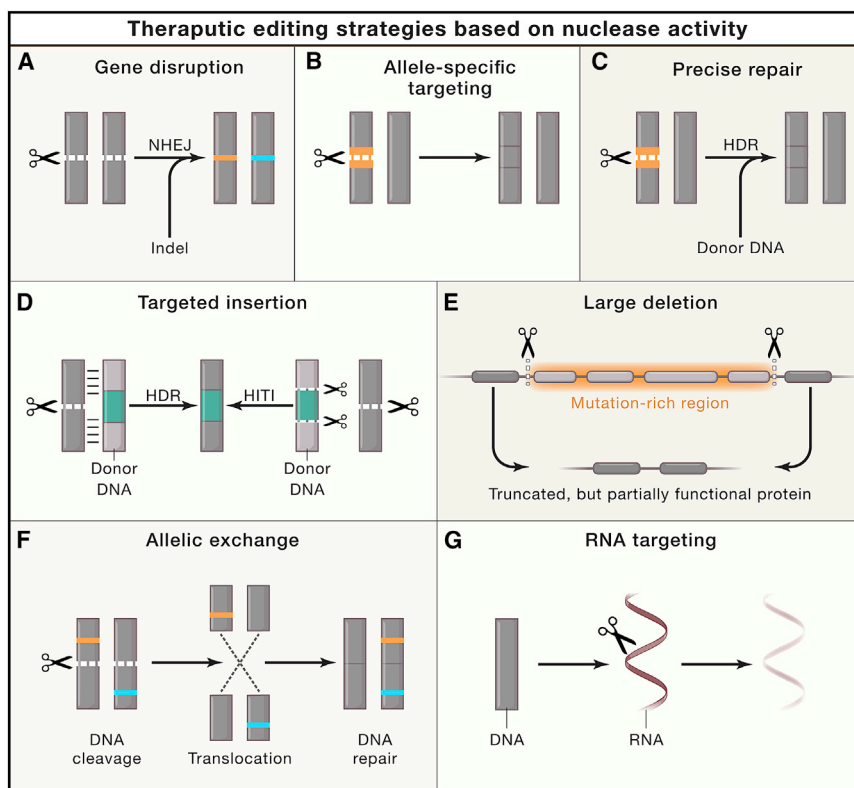 Theraputic editing strategies based on nuclease activity
A
Gene disruption
NHEJ
Indel
B
Allele-specific
targeting
C
Precise repair
HDR
Donor DNA
D
Targeted insertion
HDR
HITI
Donor
DNA
Donor
DNA
E
Large deletion
Mutation-rich region
Truncated, but partially functional protein
F
Allelic exchange
DNA
cleavage
Translocation
DNA
repair
G
RNA targeting
DNA
RNA